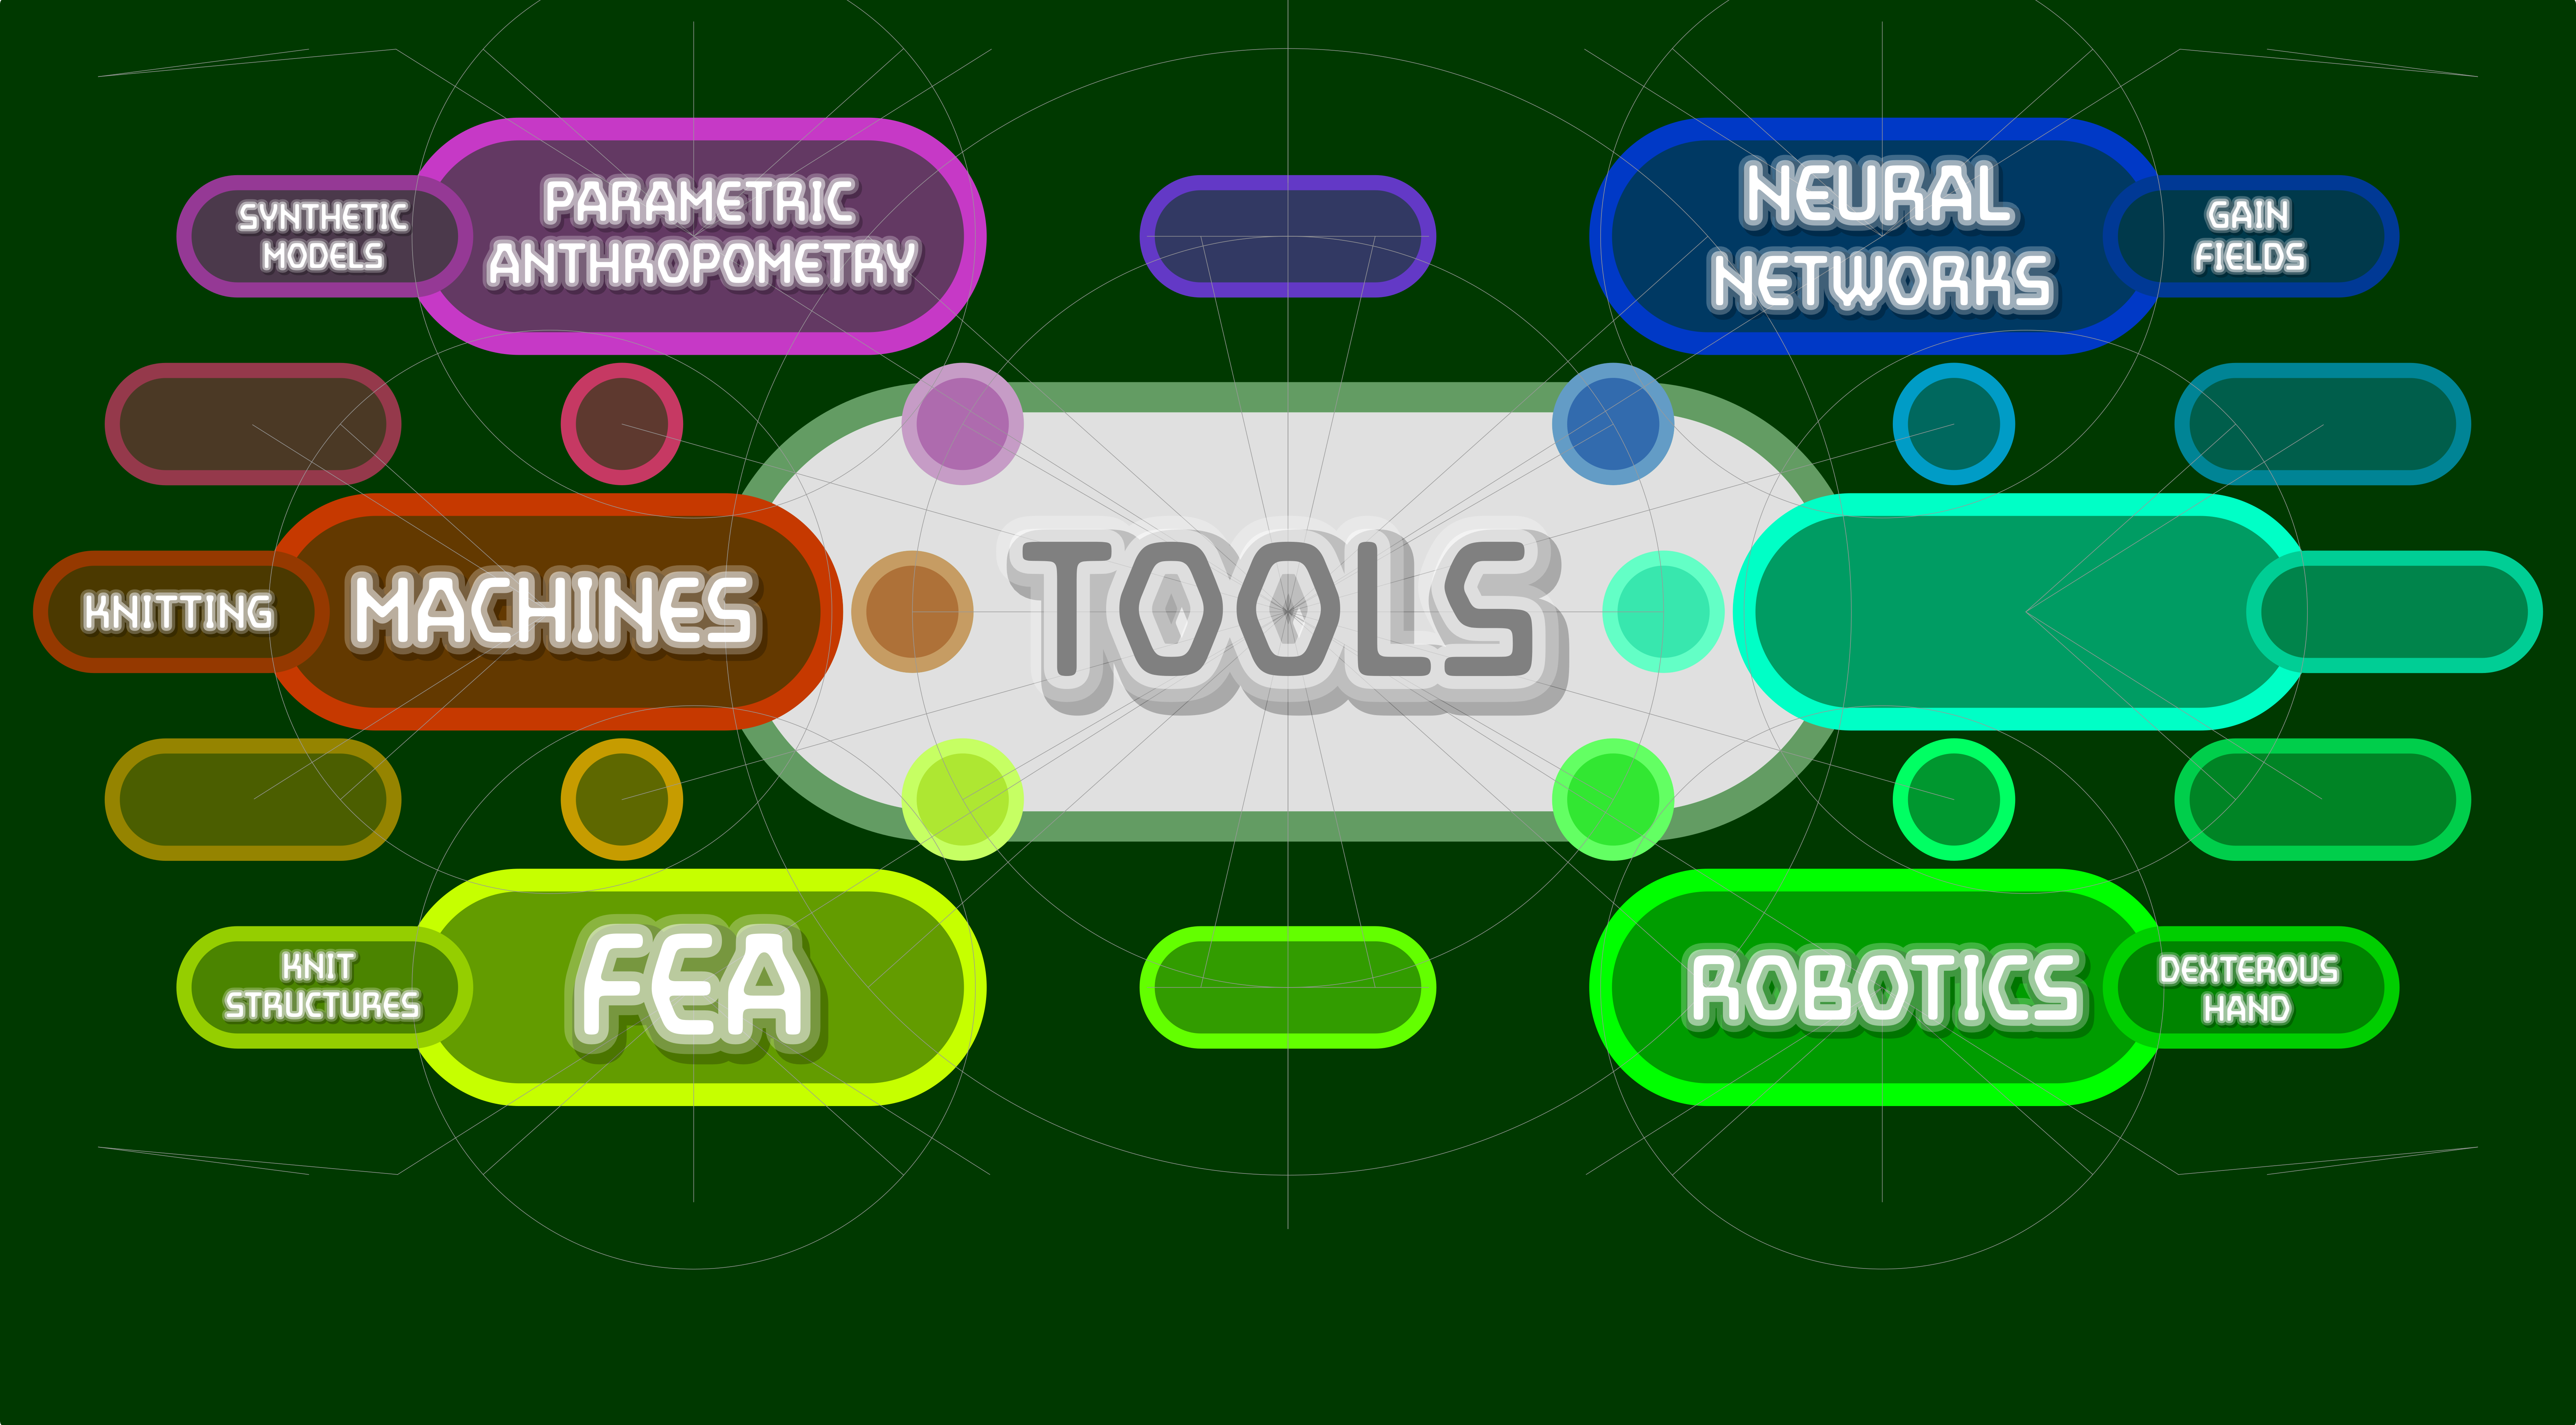 SYNTHETIC
MODELS
PARAMETRIC
ANTHROPOMETRY
NEURAL
NETWORKS
GAIN
FIELDS
KNITTING
MACHINES
TOOLS
KNIT
STRUCTURES
FEA
ROBOTICS
DEXTEROUS
HAND